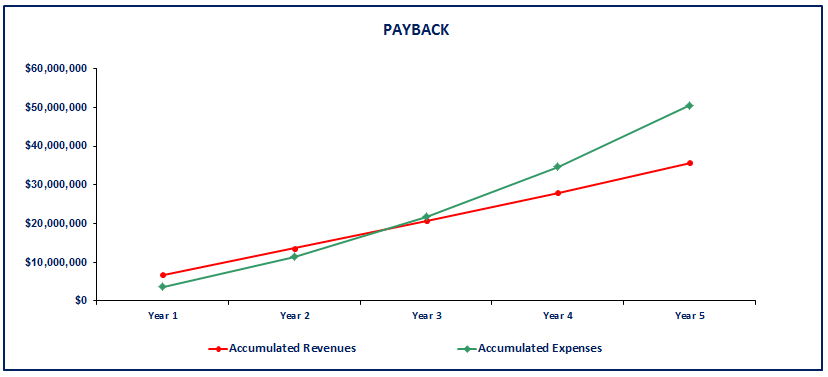 PAYBACK
$60,000,000
$50,000,000
$40,000,000
$30,000,000
$20,000,000
$10,000,000
$0
Year 1 Year 2 Year 3 Year 4 Year 5
Accumulated Revenues Accumulated Expenses